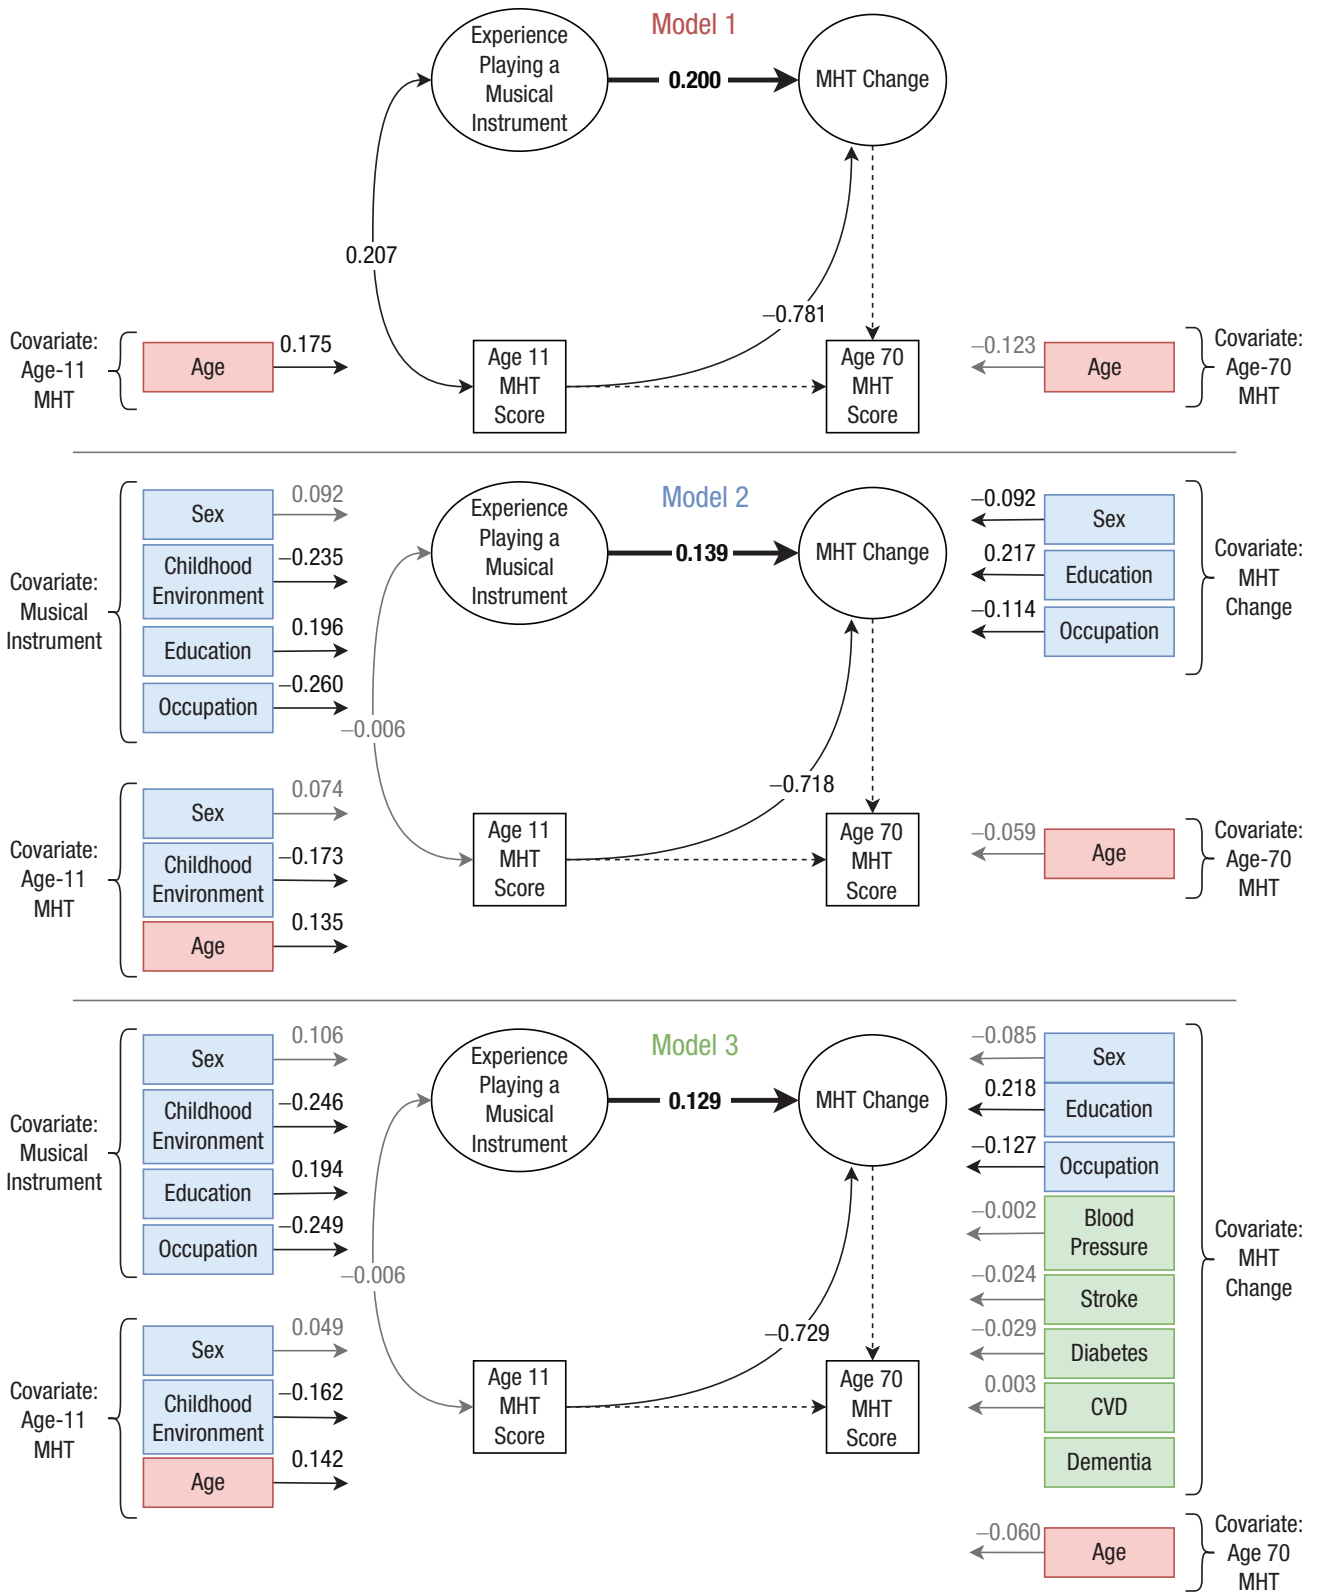 Model 1
Experience
Playing a
Musical
Instrument
0.200
MHT Change
0.207
−0.781
Covariate:
Age-11
MHT
Age
0.175
Age 11
MHT
Score
Age 70
MHT
Score
−0.123
Age
Covariate:
Age-70
MHT
Model 2
Covariate:
Musical
Instrument
Sex
0.092
Childhood
Environment
−0.235
Education
0.196
Occupation
−0.260
Experience
Playing a
Musical
Instrument
0.139
MHT Change
−0.092
Sex
0.217
Education
−0.114
Occupation
Covariate:
MHT
Change
−0.006
−0.718
Covariate:
Age-11
MHT
Sex
0.074
Childhood
Environment
−0.173
Age
0.135
Age 11
MHT
Score
Age 70
MHT
Score
−0.059
Age
Covariate:
Age-70
MHT
Model 3
Covariate:
Musical
Instrument
Sex
0.106
Childhood
Environment
−0.246
Education
0.194
Occupation
−0.249
Experience
Playing a
Musical
Instrument
0.129
MHT Change
−0.085
Sex
0.218
Education
−0.127
Occupation
−0.002
Blood
Pressure
−0.024
Stroke
−0.029
Diabetes
0.003
CVD
Dementia
Covariate:
MHT
Change
−0.006
−0.729
Covariate:
Age-11
MHT
Sex
0.049
Childhood
Environment
−0.162
Age
0.142
Age 11
MHT
Score
Age 70
MHT
Score
−0.060
Age
Covariate:
Age 70
MHT